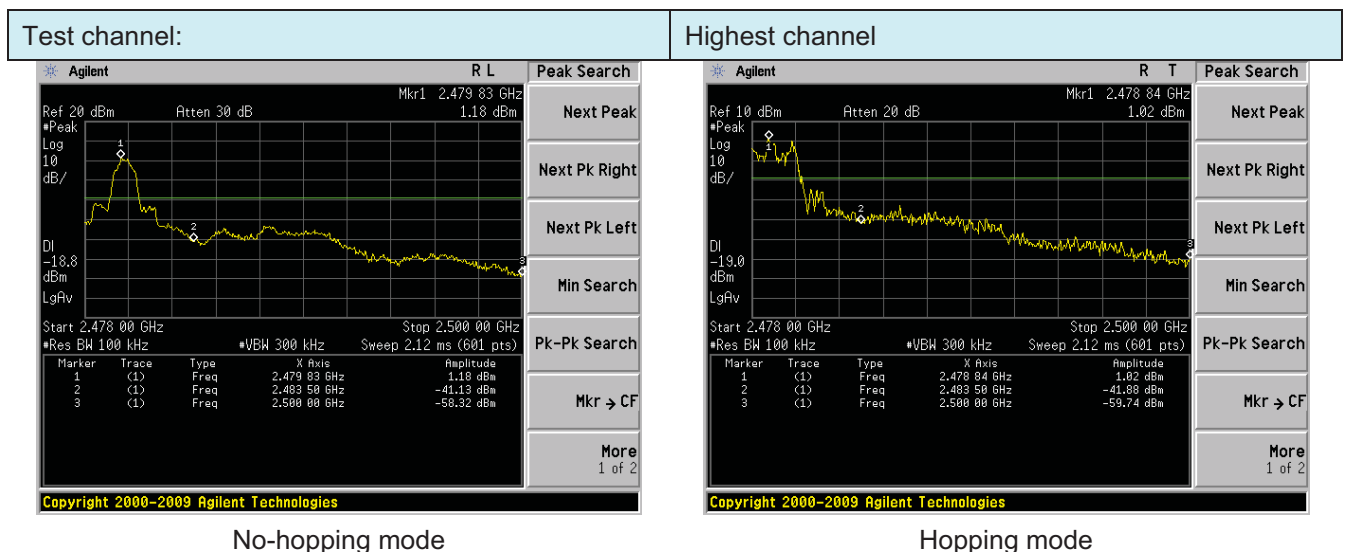 Test channel:
Highest channel
Agilent
R L
Peak Search
Mkr1 2.479 83 GHz
Ref 20 dBm
Atten 30 dB
1.18 dBm
#Peak
Log
10
dB/
DI
-18.8
dBm
LgAv
1
2
3
Start 2.478 00 GHz
Stop 2.500 00 GHz
#Res BW 100 kHz
#VBW 300 kHz
Sweep 2.12 ms (601 pts)
Marker Trace Type X Axis Amplitude
1 (1) Freq 2.479 83 GHz 1.18 dBm
2 (1) Freq 2.483 50 GHz -41.13 dBm
3 (1) Freq 2.500 00 GHz -58.32 dBm
Next Peak
Next Pk Right
Next Pk Left
Min Search
Pk-Pk Search
Mkr → CF
More
1 of 2
Copyright 2000-2009 Agilent Technologies
No-hopping mode
Agilent
R T
Peak Search
Mkr1 2.478 84 GHz
Ref 10 dBm
Atten 20 dB
1.02 dBm
#Peak
Log
10
dB/
DI
-19.0
dBm
LgAv
1
2
3
Start 2.478 00 GHz
Stop 2.500 00 GHz
#Res BW 100 kHz
#VBW 300 kHz
Sweep 2.12 ms (601 pts)
Marker Trace Type X Axis Amplitude
1 (1) Freq 2.478 84 GHz 1.02 dBm
2 (1) Freq 2.483 50 GHz -41.88 dBm
3 (1) Freq 2.500 00 GHz -59.74 dBm
Next Peak
Next Pk Right
Next Pk Left
Min Search
Pk-Pk Search
Mkr → CF
More
1 of 2
Copyright 2000-2009 Agilent Technologies
Hopping mode